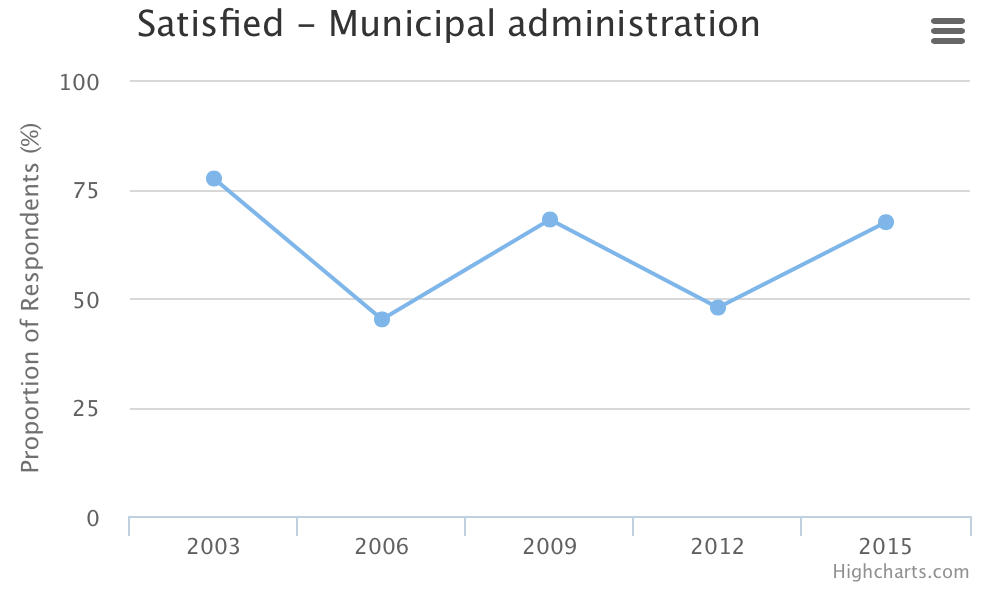 Satisfied – Municipal administration
Proportion of Respondents (%)
100
75
50
25
0
2003 2006 2009 2012 2015
Highcharts.com